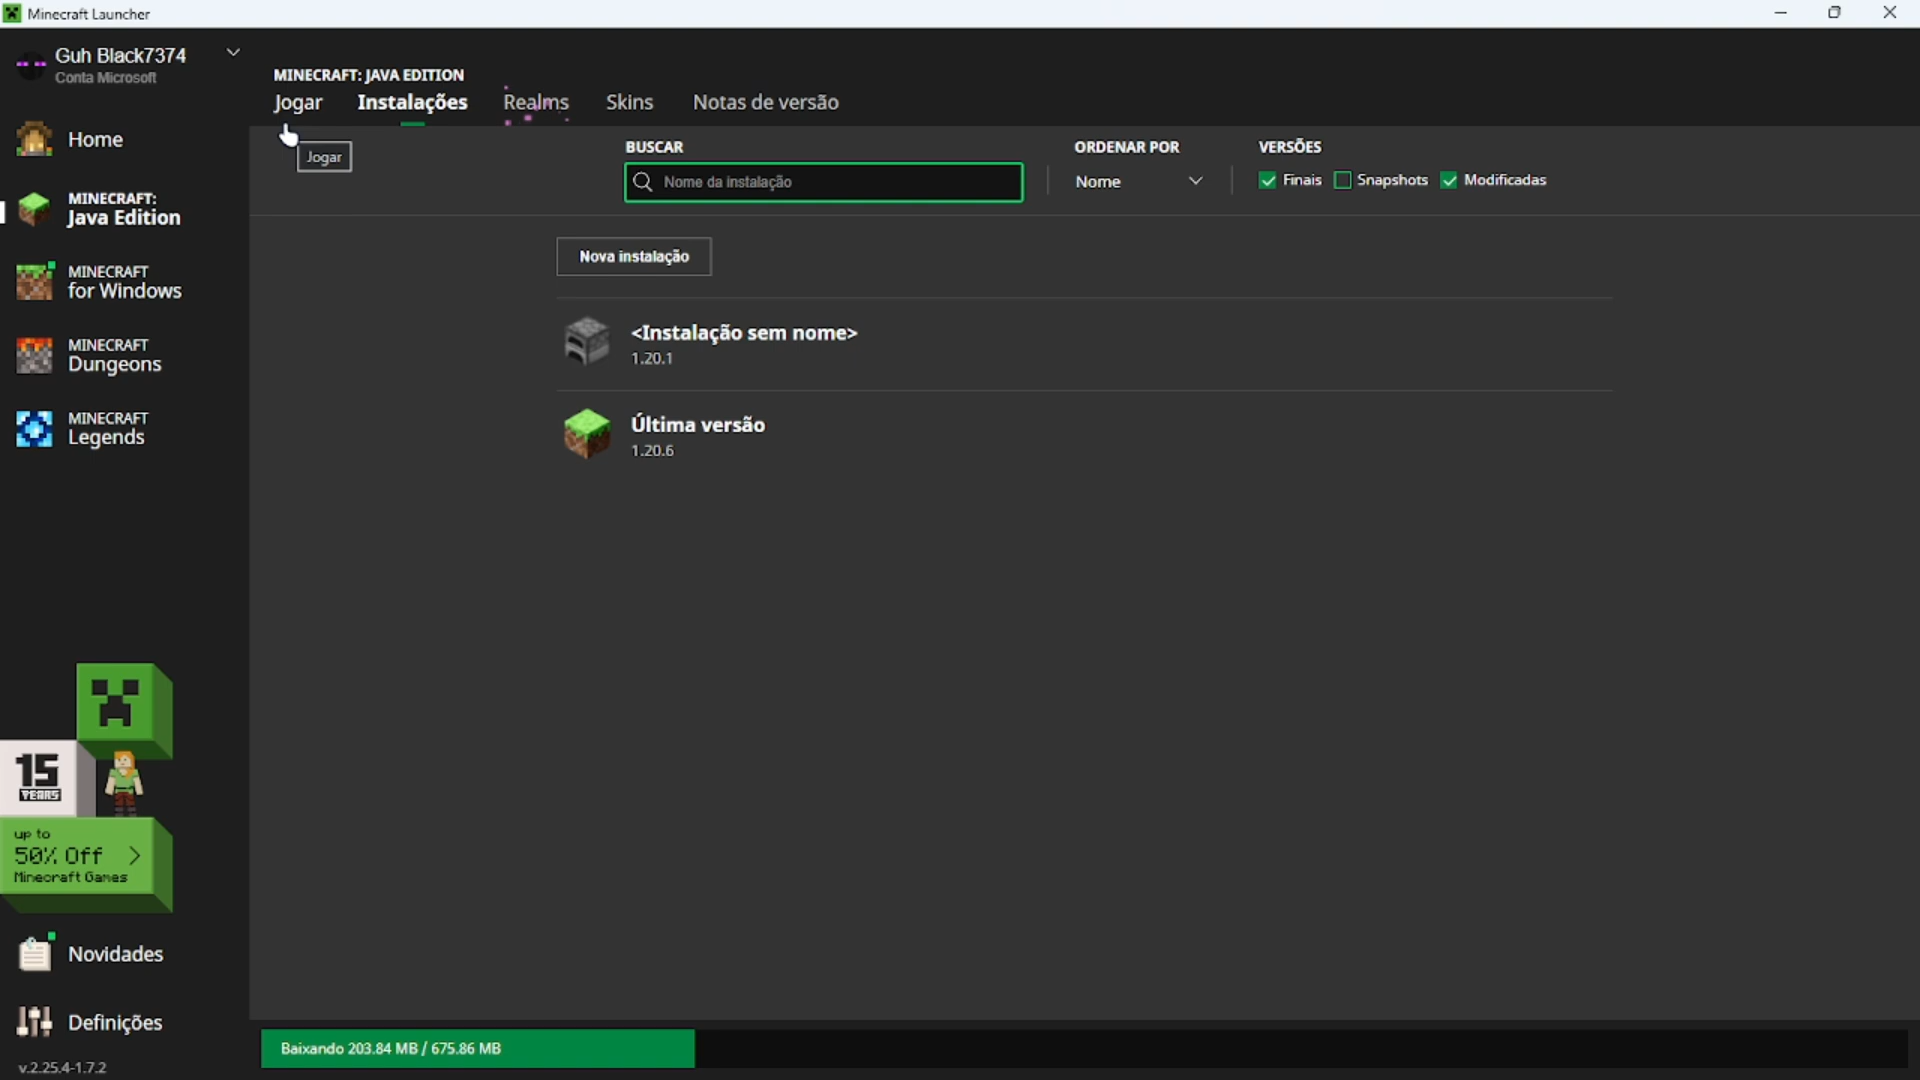 Minecraft Launcher
Guh Black7374
Conta Microsoft
Home
MINECRAFT:
Java Edition
MINECRAFT
for Windows
MINECRAFT
Dungeons
MINECRAFT
Legends
15
YEARS
up to
50% Off
Minecraft Games
Novidades
Definições
v.2.25.4-1.7.2
MINECRAFT: JAVA EDITION
Jogar Instalações Realms Skins Notas de versão
Jogar
BUSCAR
Nome da instalação
ORDENAR POR
Nome
VERSÕES
Finais Snapshots Modificadas
Nova instalação
<Instalação sem nome>
1.20.1
Última versão
1.20.6
Baixando 203.84 MB / 675.86 MB